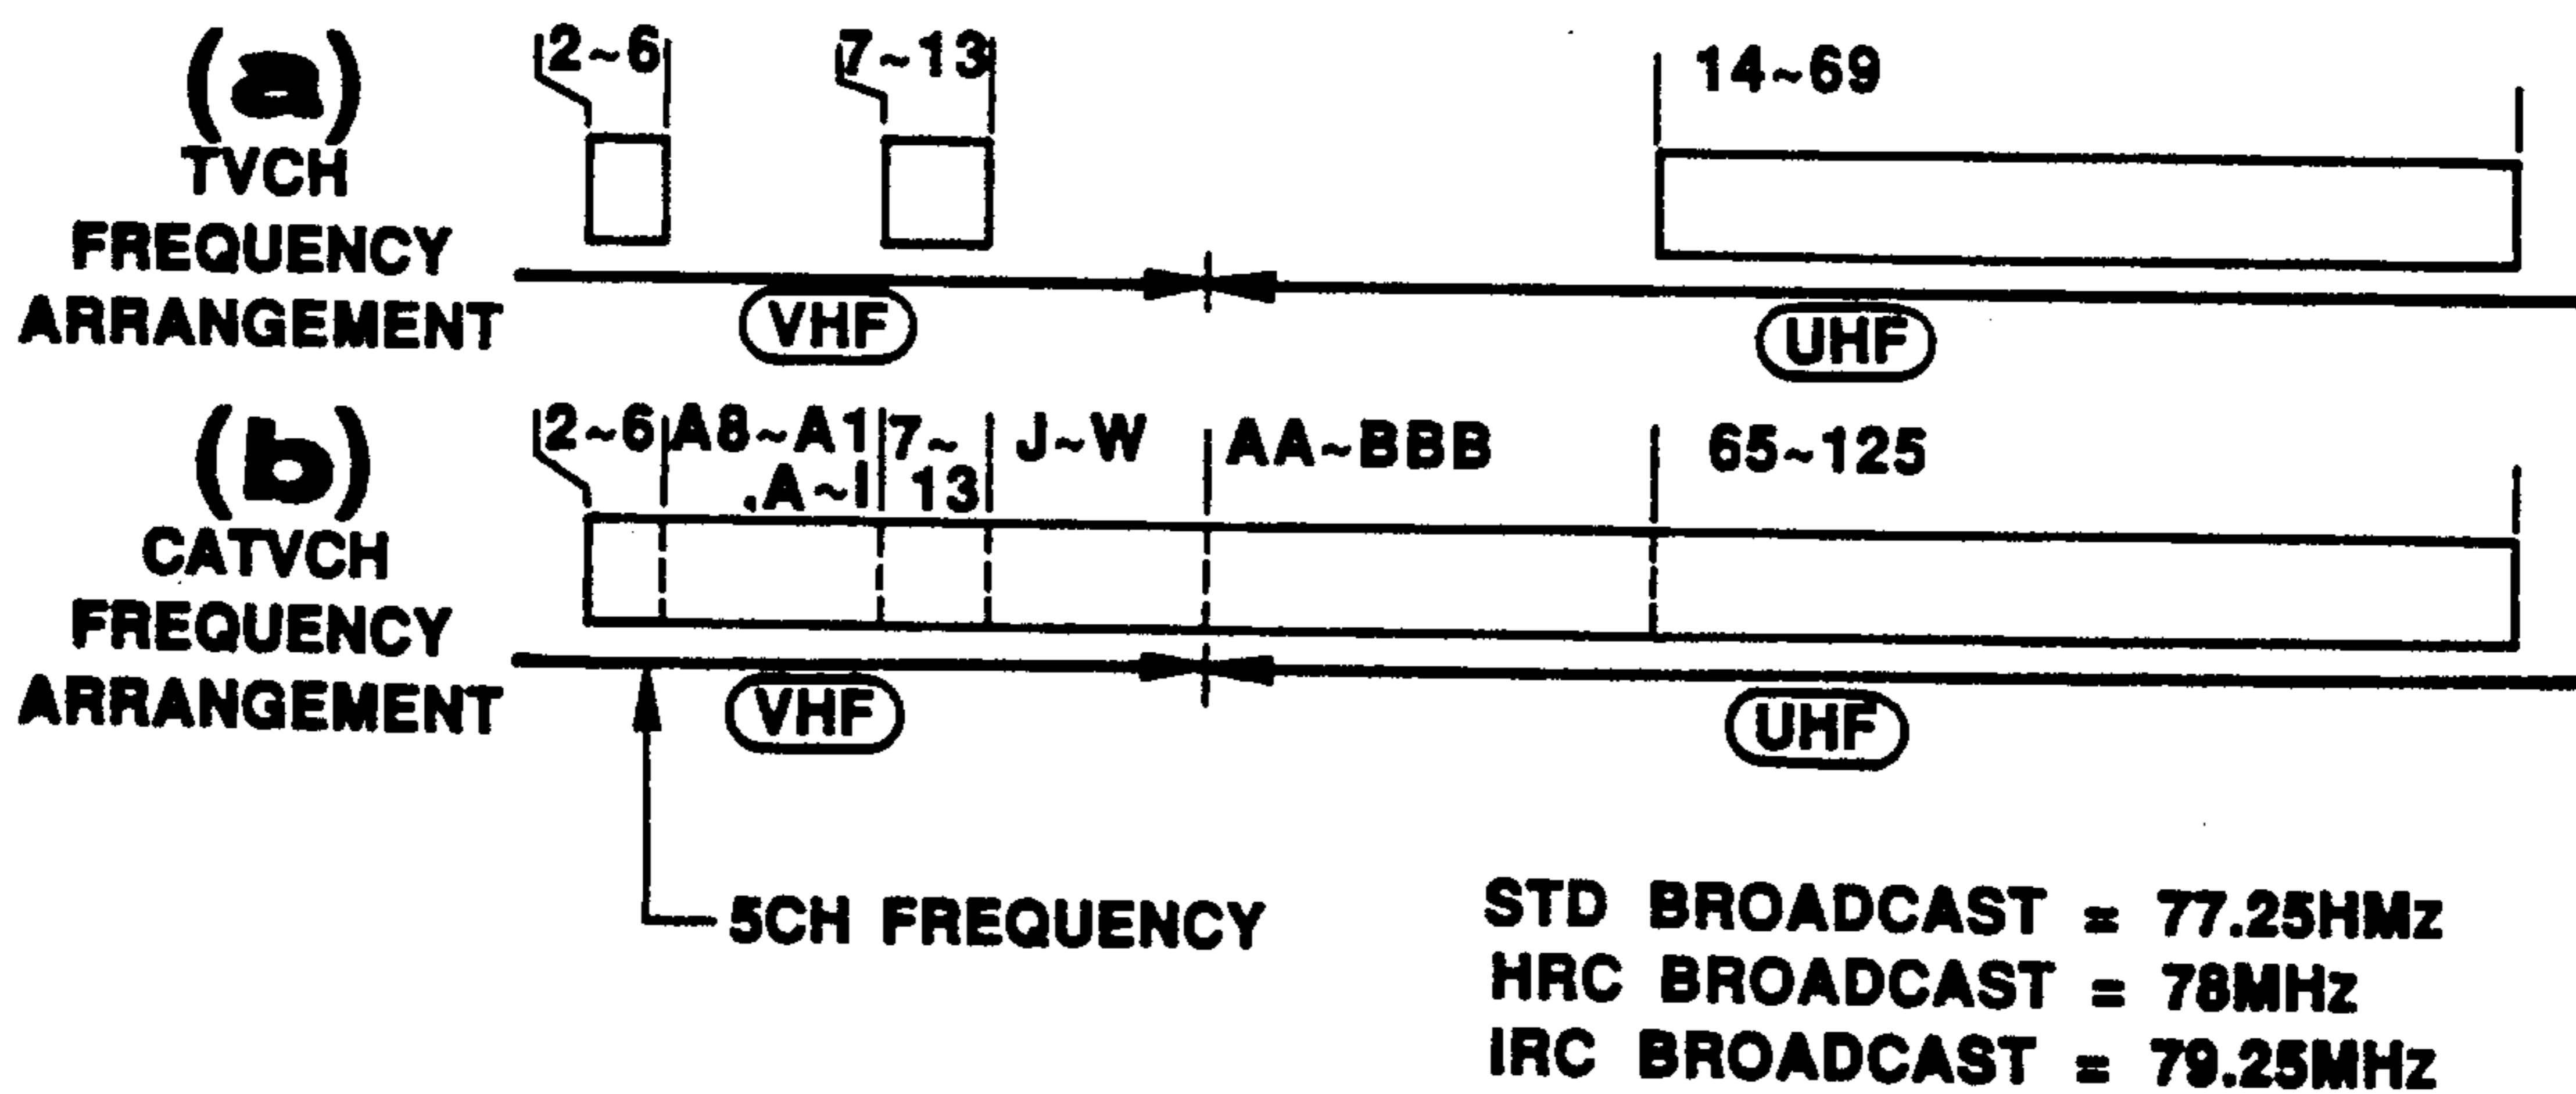 (a)
TVCH
FREQUENCY
ARRANGEMENT
2~6
7~13
14~69
VHF
UHF
(b)
CATVCH
FREQUENCY
ARRANGEMENT
2~6
A8~A1
.A~I
7~
13
J~W
AA~BBB
65~125
VHF
UHF
5CH FREQUENCY
STD BROADCAST = 77.25HMz
HRC BROADCAST = 78MHz
IRC BROADCAST = 79.25MHz